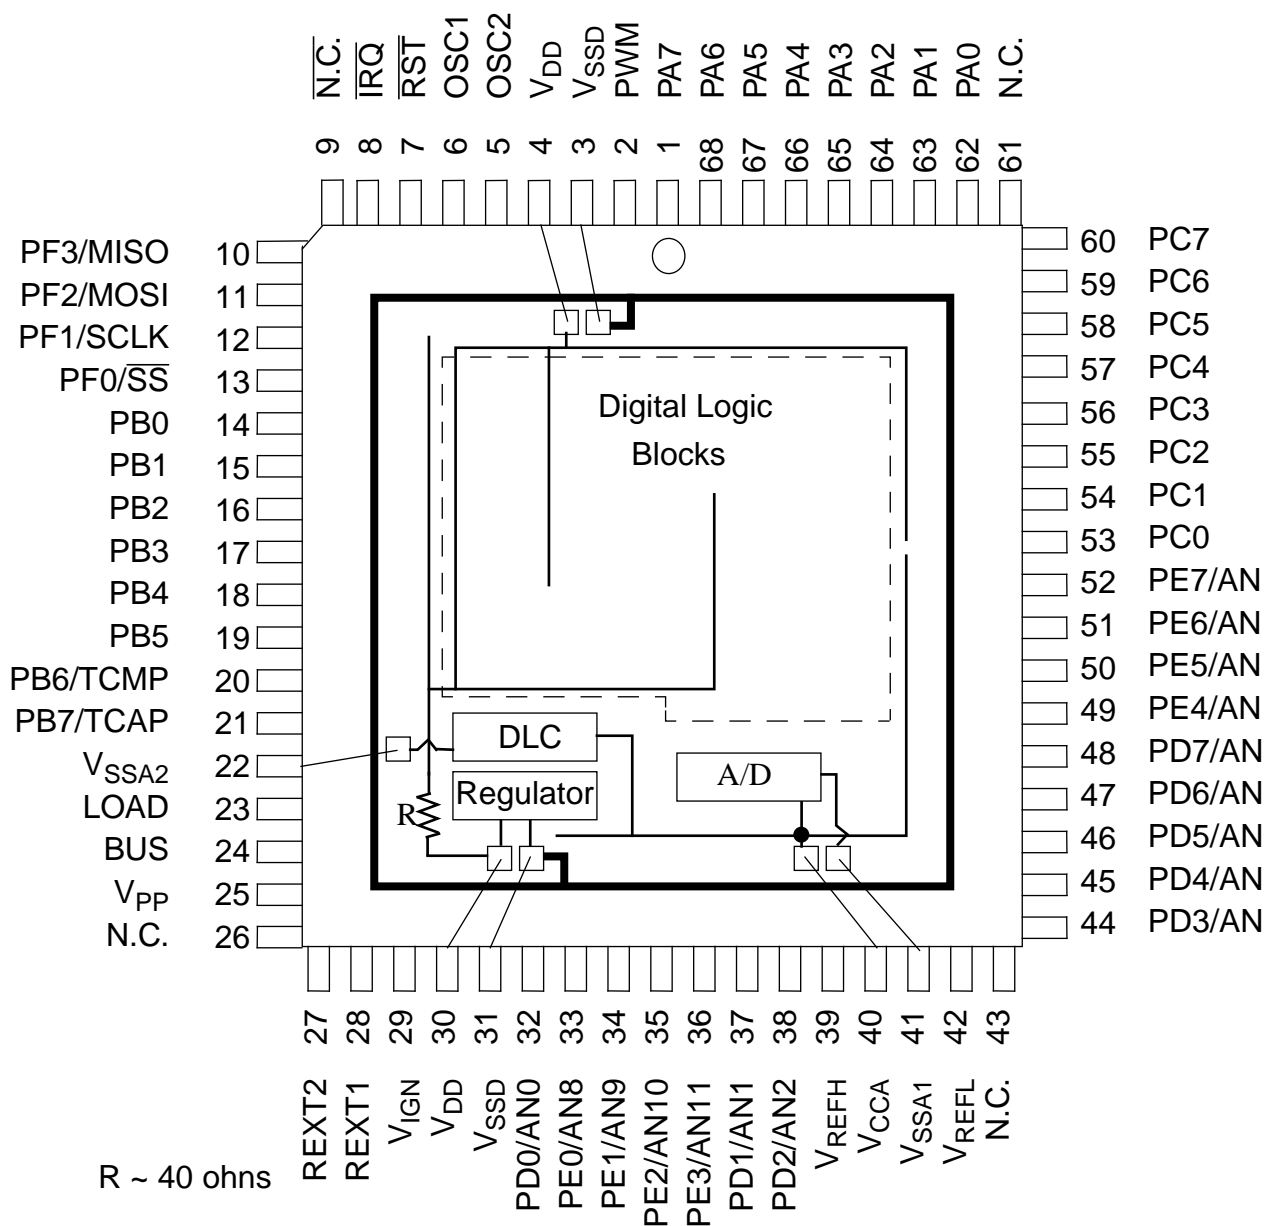 N.C.
IRQ
RST
OSC1
OSC2
VDD
VSSD
PWM
PA7
PA6
PA5
PA4
PA3
PA2
PA1
PA0
N.C.
9
8
7
6
5
4
3
2
1
68
67
66
65
64
63
62
61
PF3/MISO 10
PF2/MOSI 11
PF1/SCLK 12
PF0/SS 13
PB0 14
PB1 15
PB2 16
PB3 17
PB4 18
PB5 19
PB6/TCMP 20
PB7/TCAP 21
VSSA2 22
LOAD 23
BUS 24
VPP 25
N.C. 26
Digital Logic
Blocks
DLC
Regulator
A/D
R
60 PC7
59 PC6
58 PC5
57 PC4
56 PC3
55 PC2
54 PC1
53 PC0
52 PE7/AN
51 PE6/AN
50 PE5/AN
49 PE4/AN
48 PD7/AN
47 PD6/AN
46 PD5/AN
45 PD4/AN
44 PD3/AN
27
28
29
30
31
32
33
34
35
36
37
38
39
40
41
42
43
REXT2
REXT1
VIGN
VDD
VSSD
PD0/AN0
PE0/AN8
PE1/AN9
PE2/AN10
PE3/AN11
PD1/AN1
PD2/AN2
VREFH
VCCA
VSSA1
VREFL
N.C.
R ~ 40 ohns